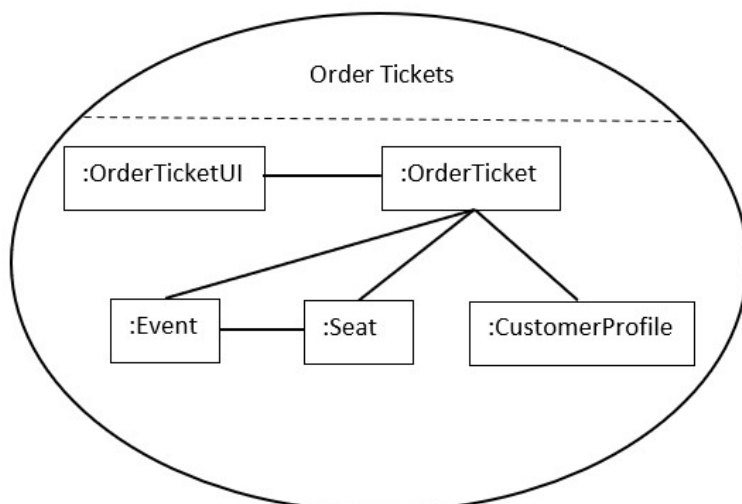 Order Tickets
:OrderTicketUI
:OrderTicket
:Event
:Seat
:CustomerProfile